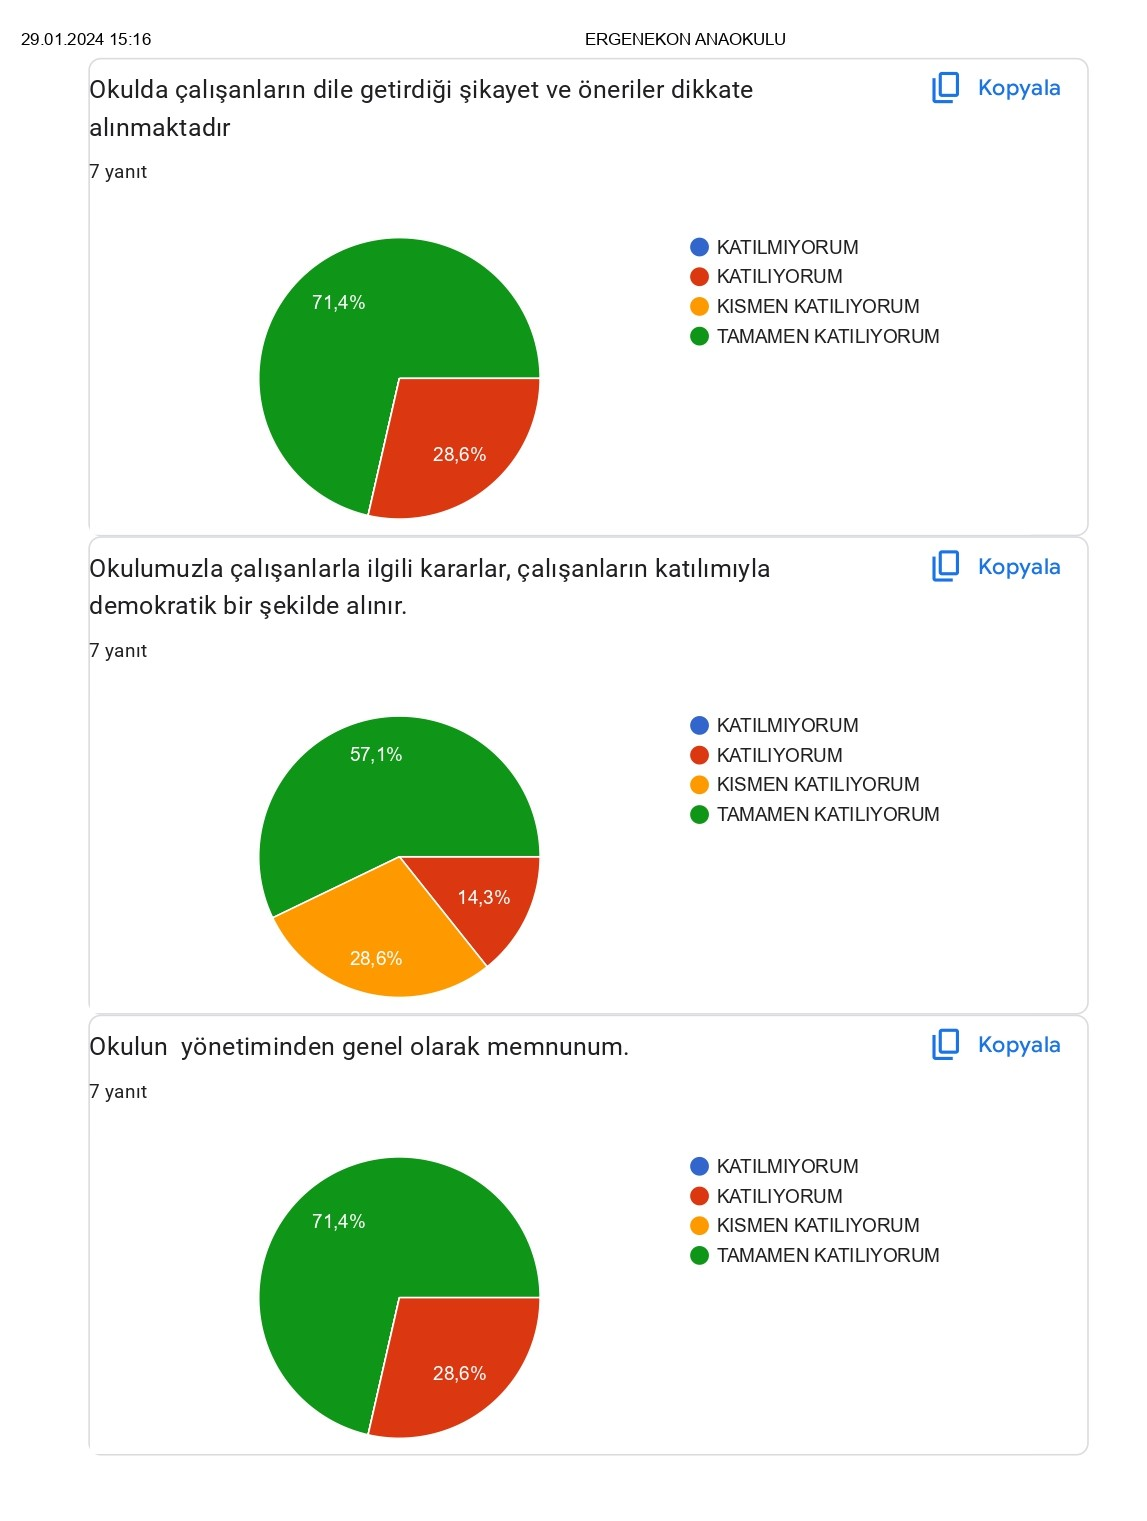 29.01.2024 15:16
ERGENEKON ANAOKULU
Okulda çalışanların dile getirdiği şikayet ve öneriler dikkate
alınmaktadır
Kopyala
7 yanıt
KATILMIYORUM
KATILIYORUM
KISMEN KATILIYORUM
TAMAMEN KATILIYORUM
71,4%
28,6%
Okulumuzla çalışanlarla ilgili kararlar, çalışanların katılımıyla
demokratik bir şekilde alınır.
Kopyala
7 yanıt
KATILMIYORUM
KATILIYORUM
KISMEN KATILIYORUM
TAMAMEN KATILIYORUM
57,1%
14,3%
28,6%
Okulun  yönetiminden genel olarak memnunum.
Kopyala
7 yanıt
KATILMIYORUM
KATILIYORUM
KISMEN KATILIYORUM
TAMAMEN KATILIYORUM
71,4%
28,6%